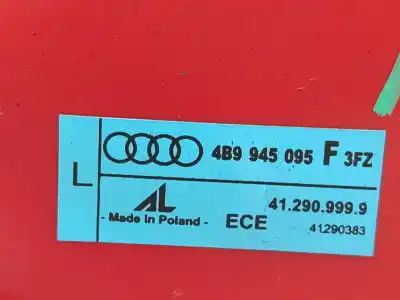 4B9 945 095 F 3FZ
L
AL
41.290.999.9
- Made in Poland -
ECE
41290383